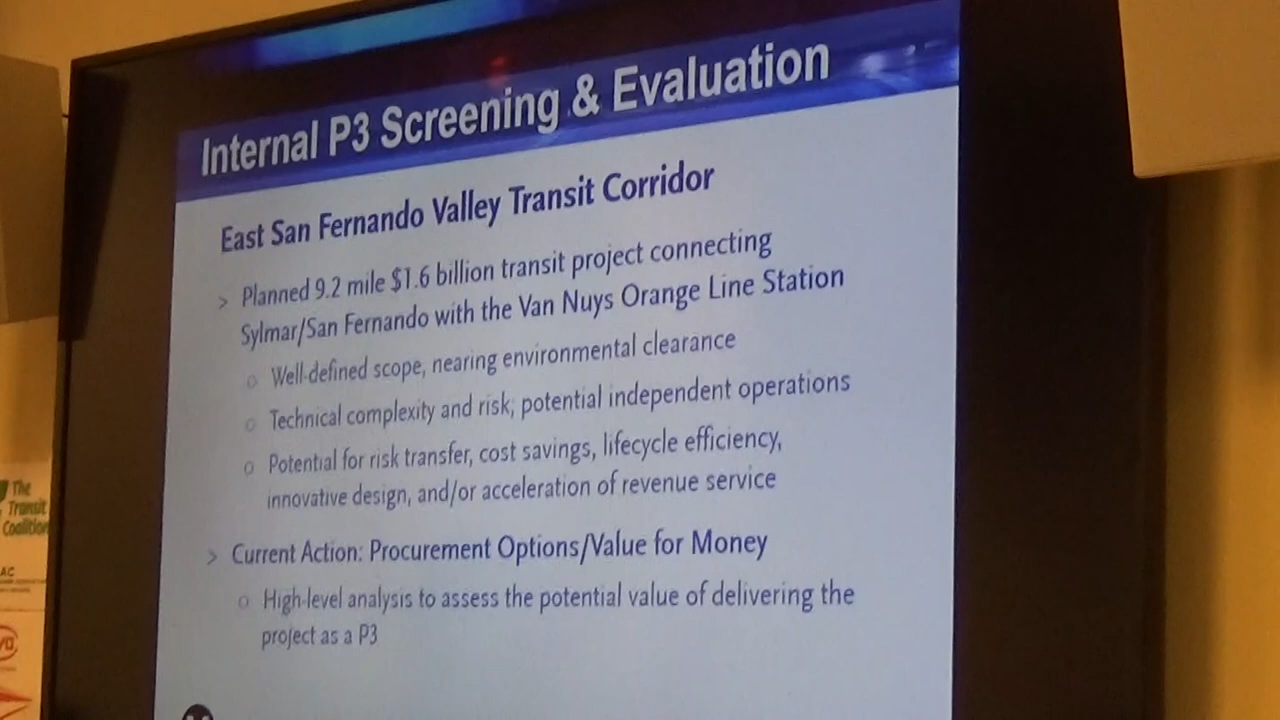 Internal P3 Screening & Evaluation
East San Fernando Valley Transit Corridor
> Planned 9.2 mile $1.6 billion transit project connecting
Sylmar/San Fernando with the Van Nuys Orange Line Station
o Well-defined scope, nearing environmental clearance
o Technical complexity and risk; potential independent operations
o Potential for risk transfer, cost savings, lifecycle efficiency,
innovative design, and/or acceleration of revenue service
> Current Action: Procurement Options/Value for Money
o High-level analysis to assess the potential value of delivering the
project as a P3
The
Transit
Coalition
AC